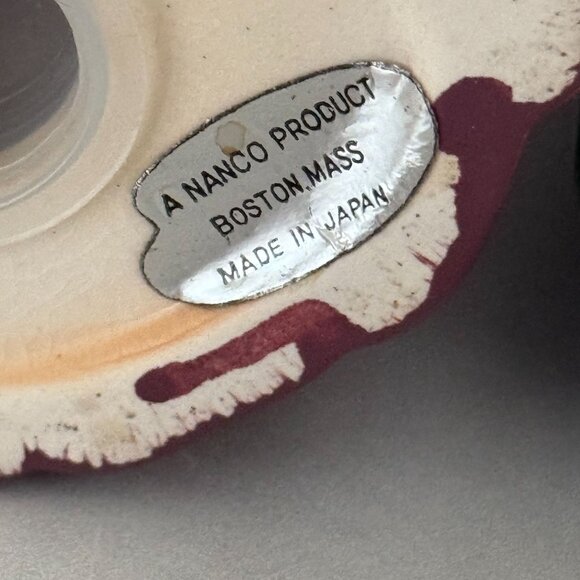 A NANCO PRODUCT
BOSTON, MASS
MADE IN JAPAN